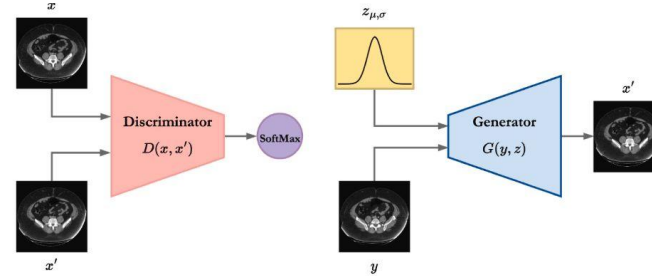 x
Discriminator
D(x, x′)
SoftMax
x′
z_{μ,σ}
Generator
G(y, z)
x′
y